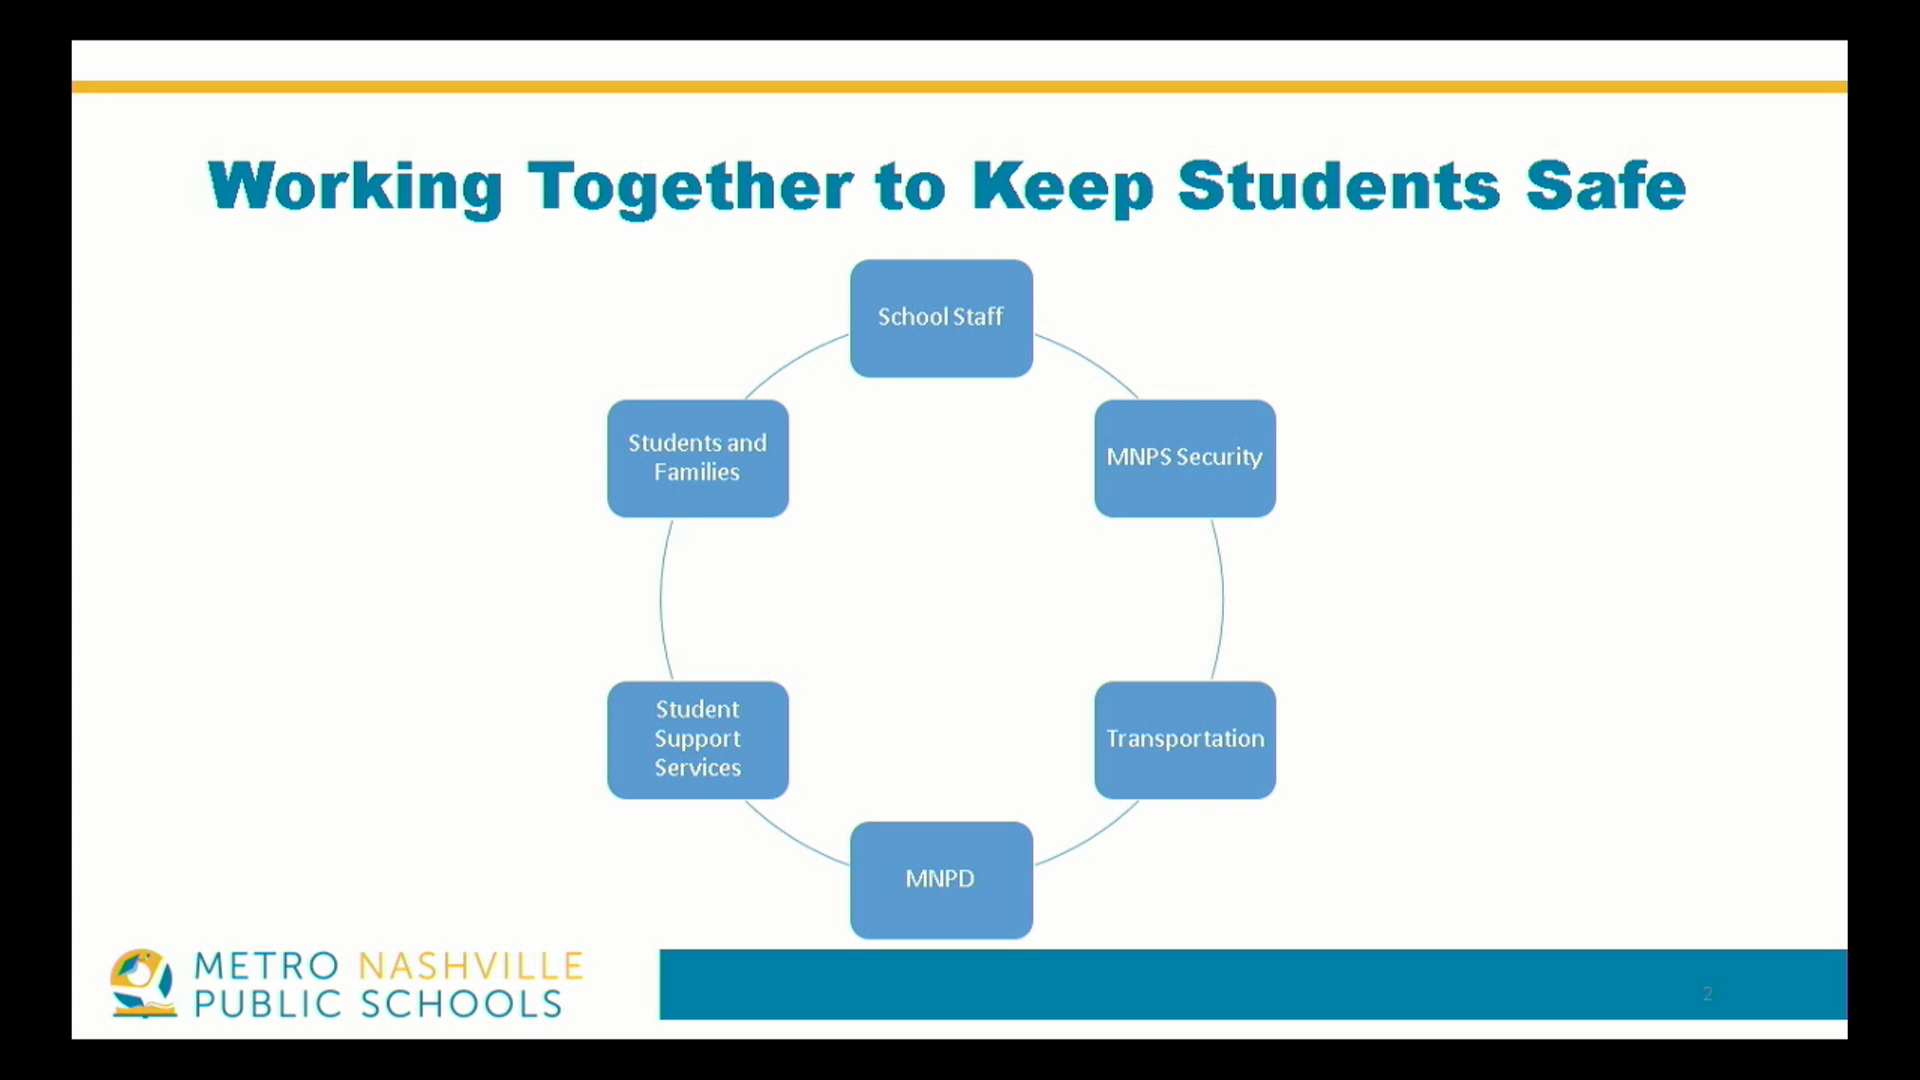 Working Together to Keep Students Safe
School Staff
Students and
Families
MNPS Security
Student
Support
Services
Transportation
MNPD
METRO NASHVILLE
PUBLIC SCHOOLS
2